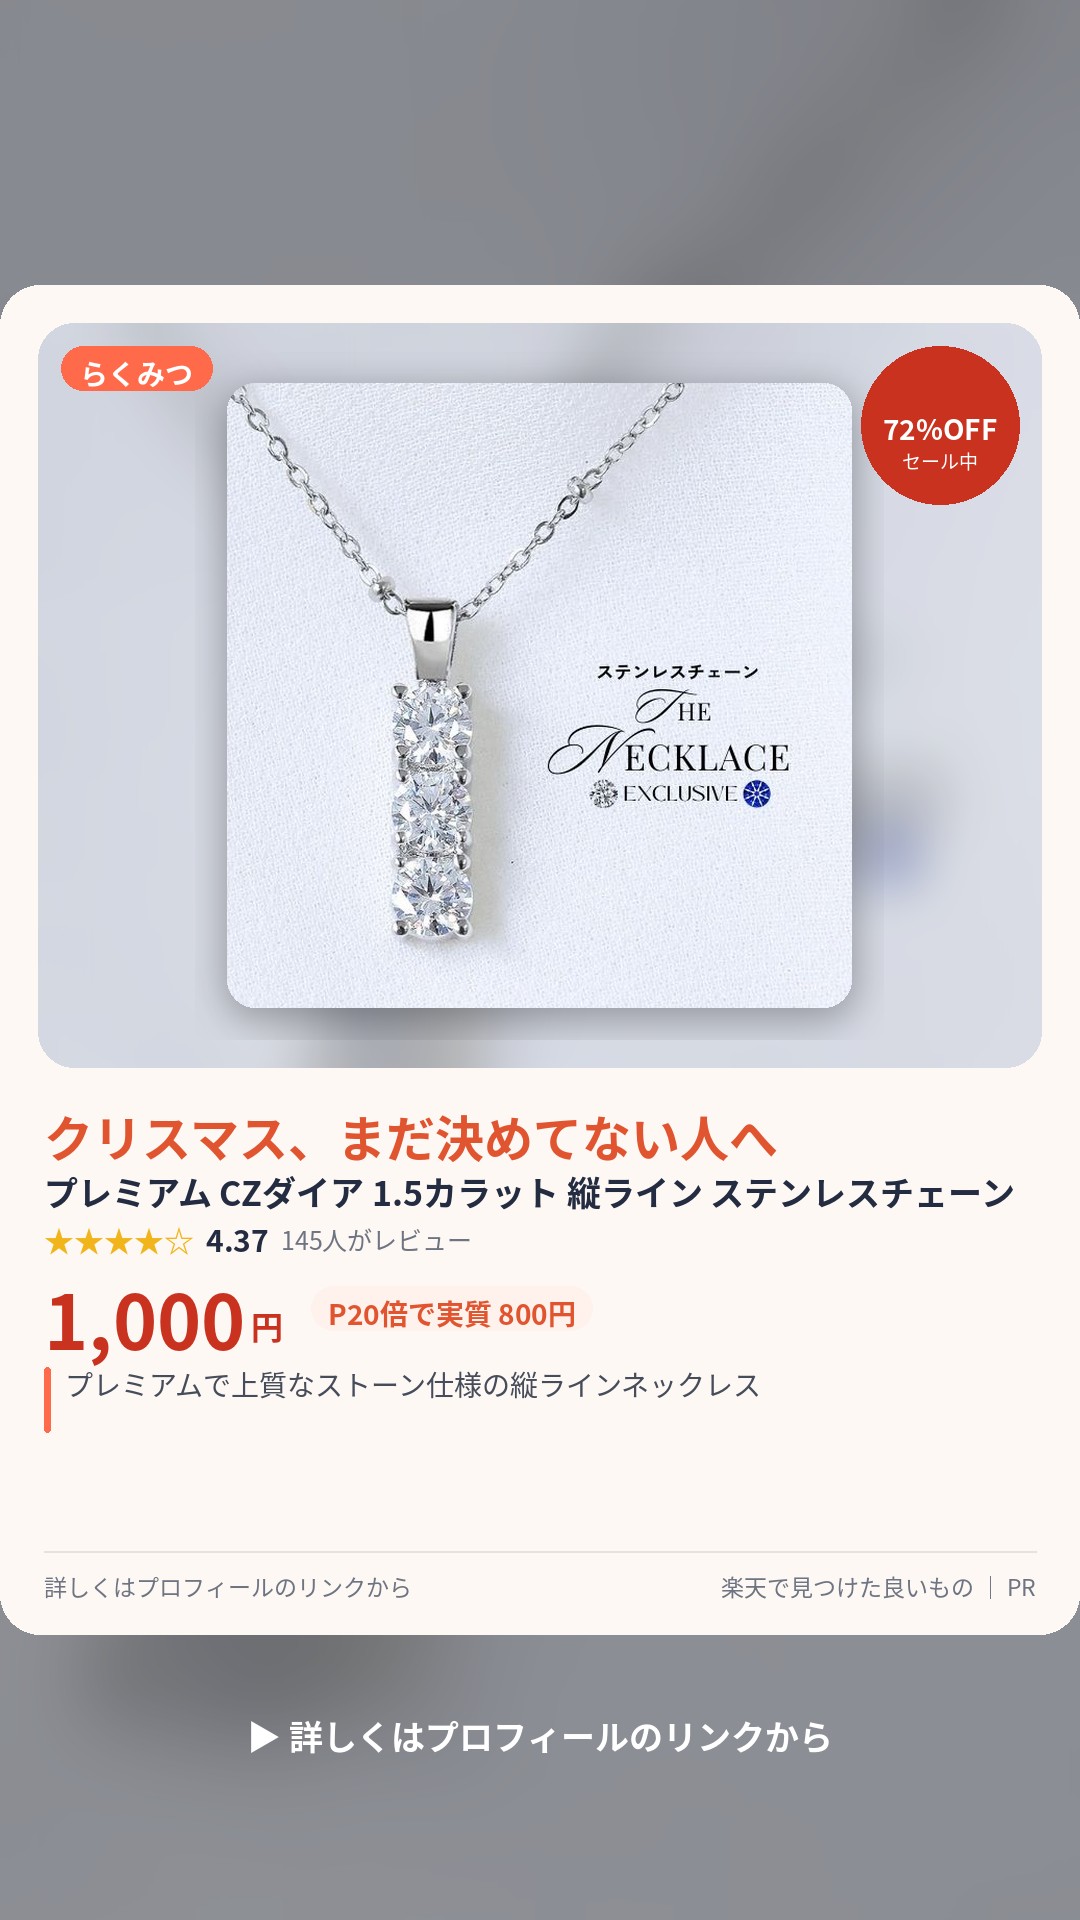 らくみつ
72%OFF
セール中
ステンレスチェーン
THE
NECKLACE
EXCLUSIVE
クリスマス、まだ決めてない人へ
プレミアム CZダイア 1.5カラット 縦ライン ステンレスチェーン
★★★★☆ 4.37 145人がレビュー
1,000円 P20倍で実質 800円
プレミアムで上質なストーン仕様の縦ラインネックレス
詳しくはプロフィールのリンクから 楽天で見つけた良いもの｜PR
▶ 詳しくはプロフィールのリンクから